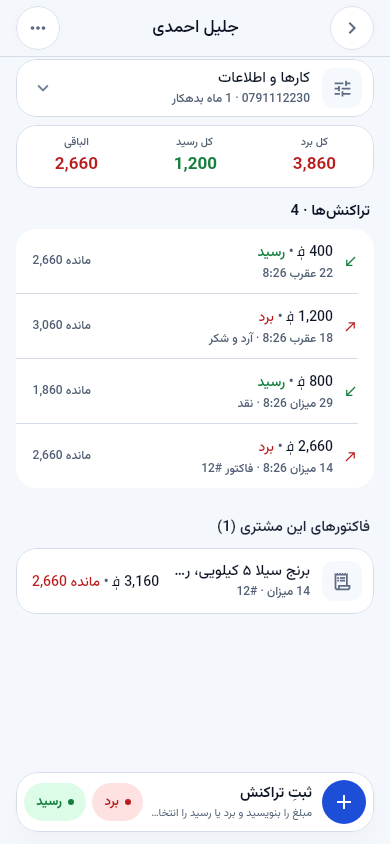 جلیل احمدی
کارها و اطلاعات
0791112230 · 1 ماه بدهکار
کل برد
کل رسید
الباقی
3,860
1,200
2,660
تراکنش‌ها · 4
400 ؋ • رسید
22 عقرب 8:26
مانده 2,660
1,200 ؋ • برد
18 عقرب 8:26 · آرد و شکر
مانده 3,060
800 ؋ • رسید
29 میزان 8:26 · نقد
مانده 1,860
2,660 ؋ • برد
14 میزان 8:26 · فاکتور #12
مانده 2,660
فاکتورهای این مشتری (1)
برنج سیلا ۵ کیلویی، ر...
3,160 ؋ • مانده 2,660
14 میزان · #12
ثبتِ تراکنش
مبلغ را بنویسید و برد یا رسید را انتخا...
برد
رسید